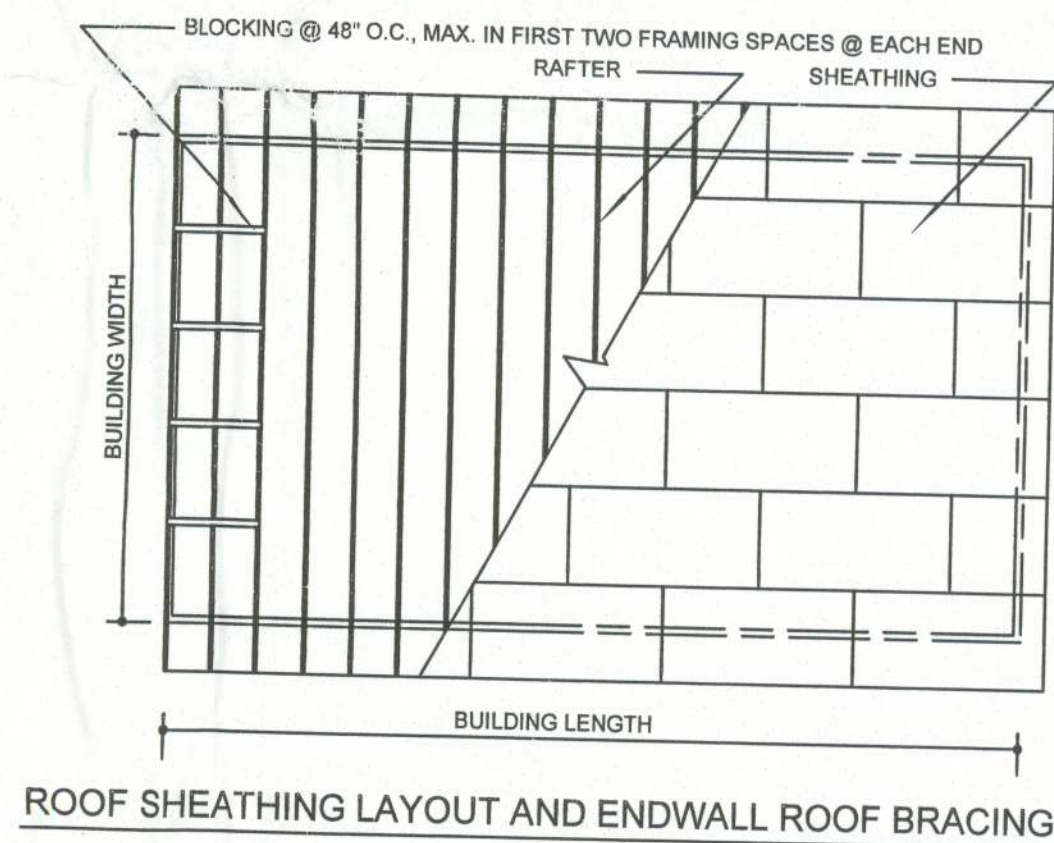 BLOCKING @ 48" O.C., MAX. IN FIRST TWO FRAMING SPACES @ EACH END
RAFTER
SHEATHING
BUILDING WIDTH
BUILDING LENGTH
ROOF SHEATHING LAYOUT AND ENDWALL ROOF BRACING